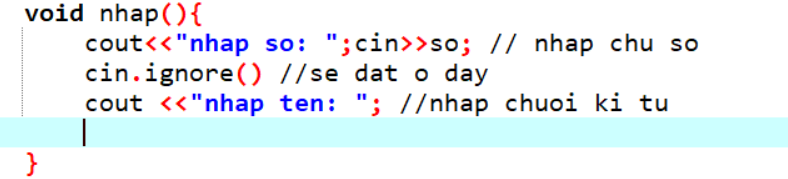 void nhap(){
cout<<"nhap so: ";cin>>so; // nhap chu so
cin.ignore() //se dat o day
cout <<"nhap ten: "; //nhap chuoi ki tu
}